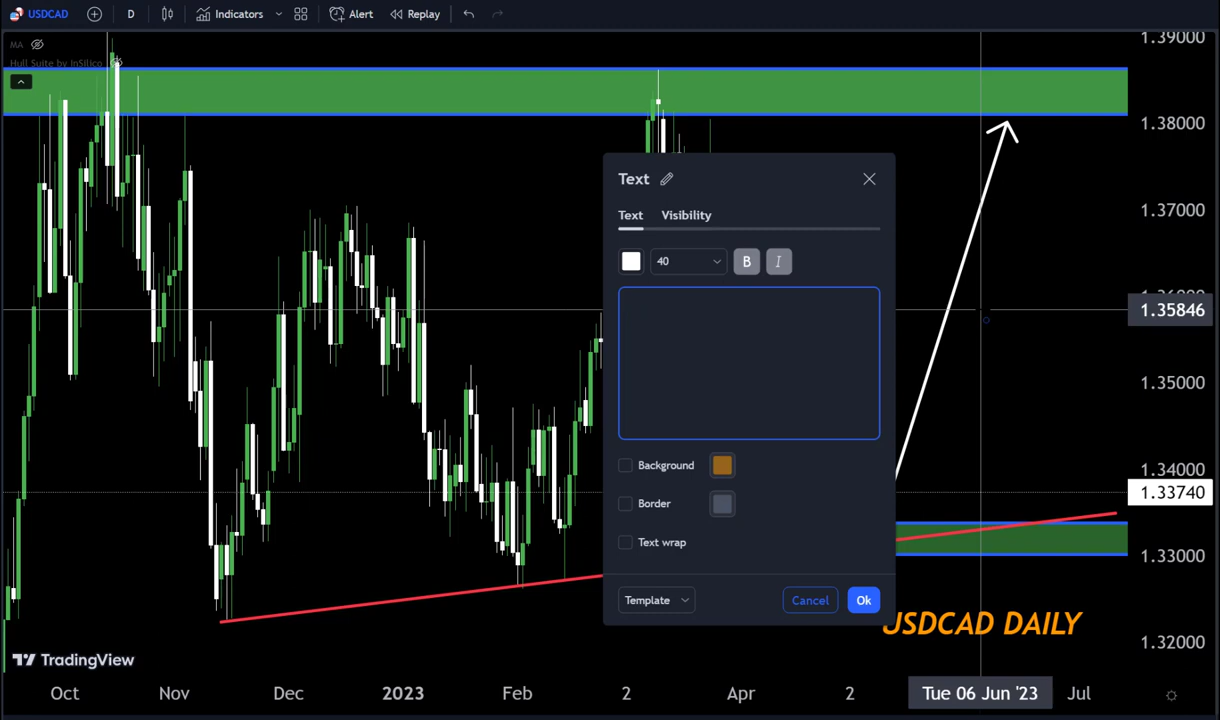 USDCAD D Indicators Alert Replay
MA
Hull Suite by InSilico
1.39000
1.38000
1.37000
1.36000
1.35846
1.35000
1.34000
1.33740
1.33000
1.32000
Text
Text Visibility
40 B I
Background
Border
Text wrap
Template Cancel Ok
USDCAD DAILY
TradingView
Oct Nov Dec 2023 Feb 2 Apr 2 Tue 06 Jun '23 Jul